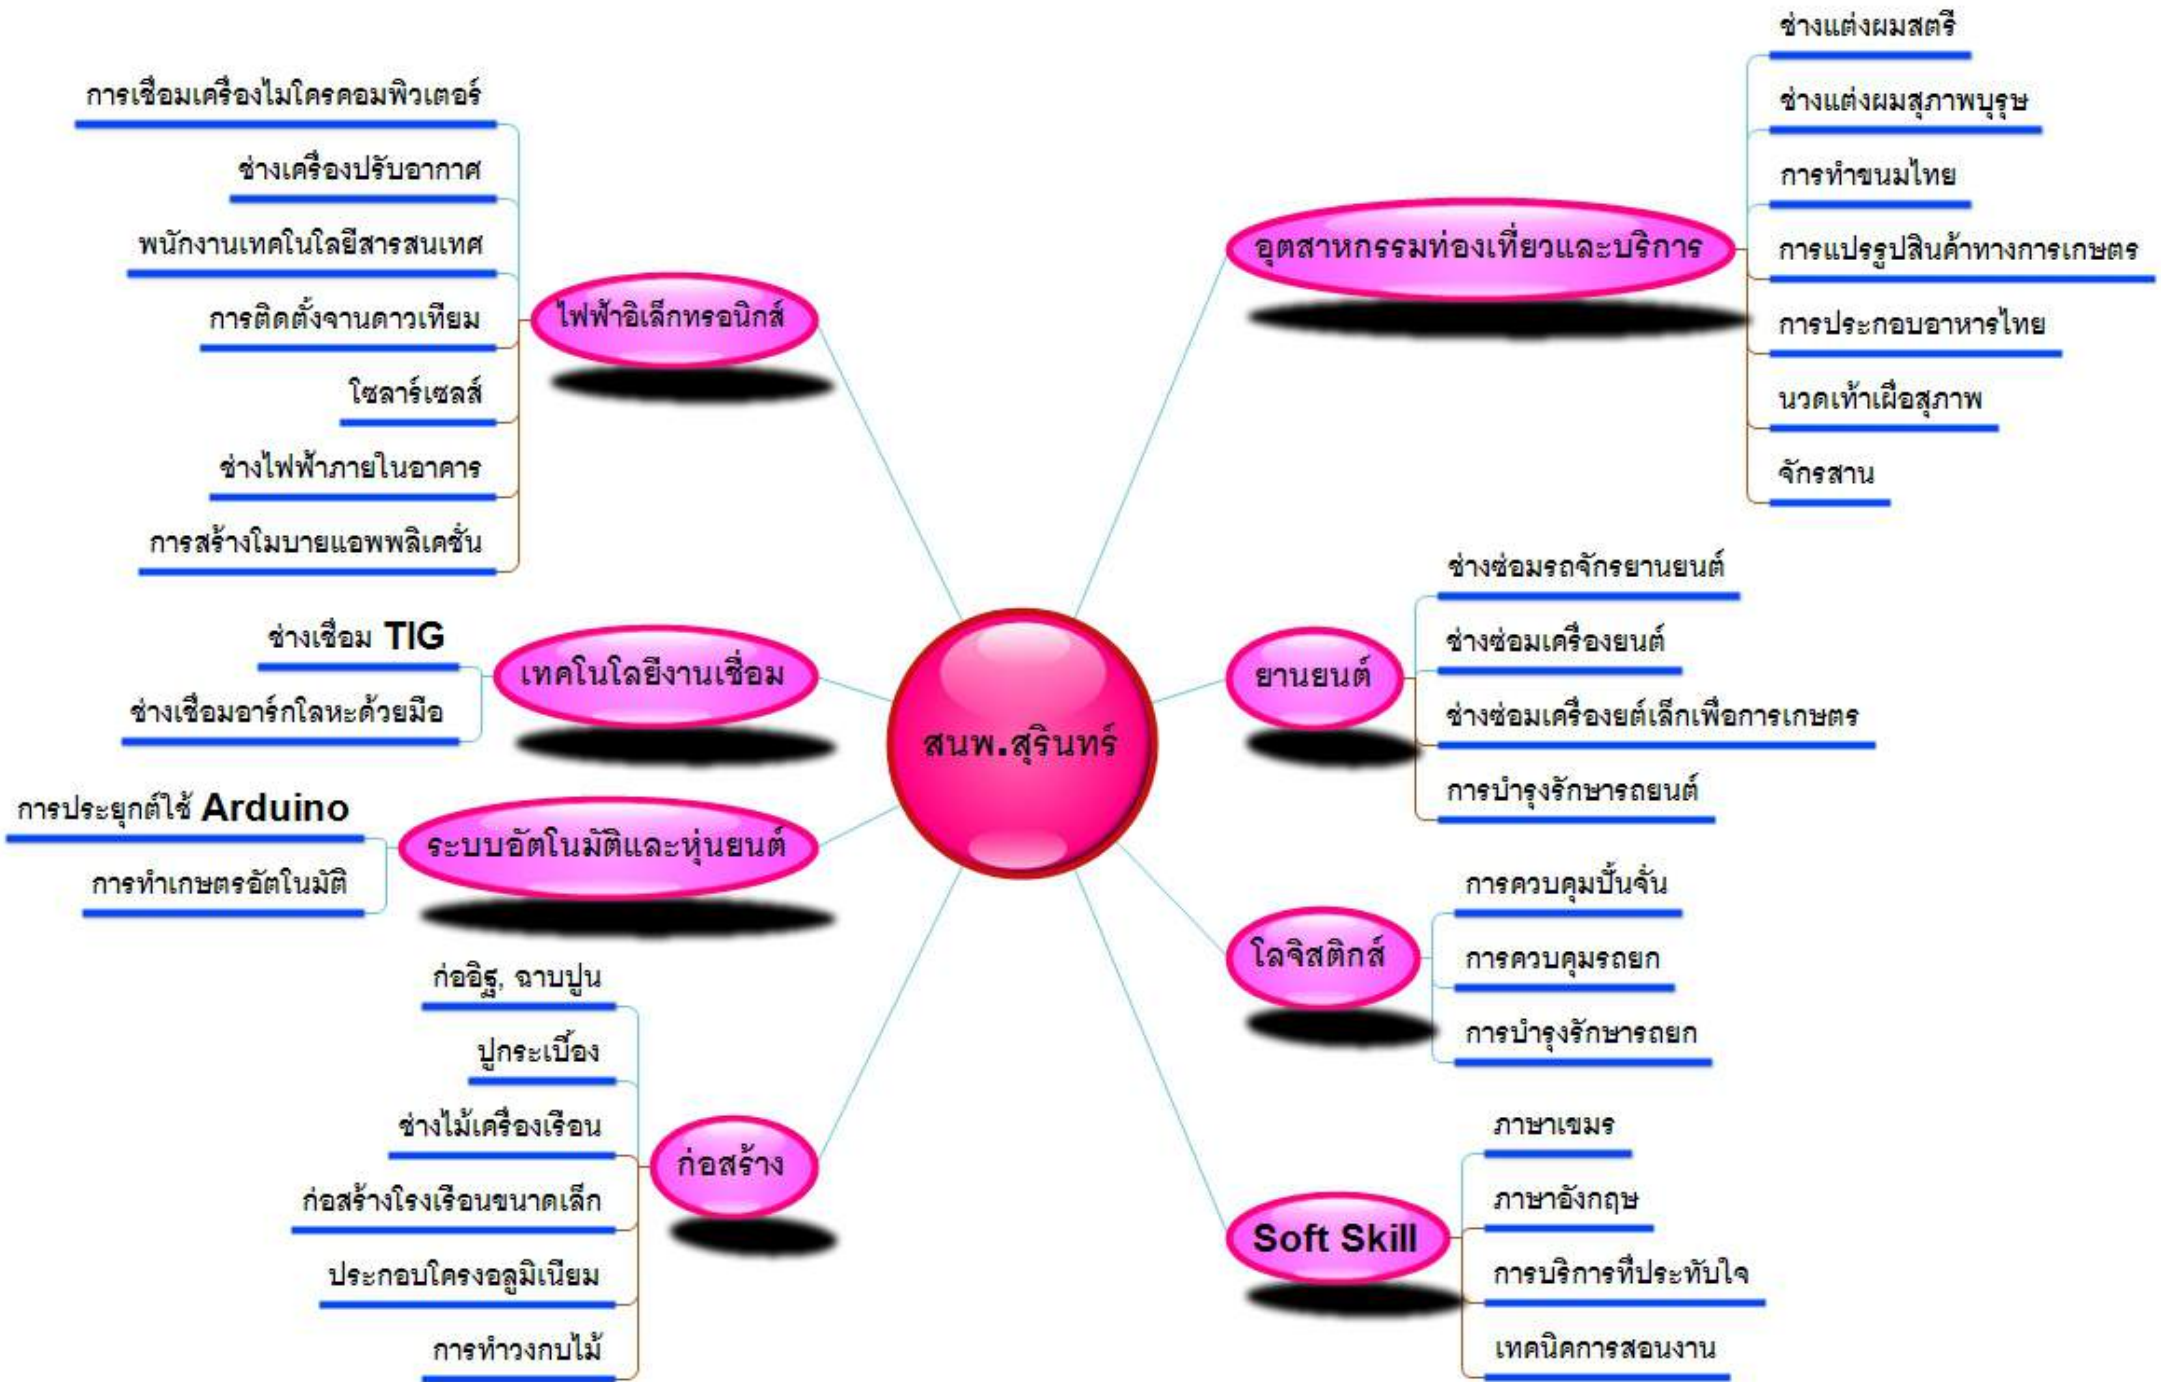 การเชื่อมเครื่องไมโครคอมพิวเตอร์
ช่างเครื่องปรับอากาศ
พนักงานเทคโนโลยีสารสนเทศ
การติดตั้งจานดาวเทียม
โซลาร์เซลส์
ช่างไฟฟ้าภายในอาคาร
การสร้างโมบายแอพพลิเคชั่น
ไฟฟ้าอิเล็กทรอนิกส์
ช่างเชื่อม TIG
ช่างเชื่อมอาร์กโลหะด้วยมือ
เทคโนโลยีงานเชื่อม
การประยุกต์ใช้ Arduino
การทำเกษตรอัตโนมัติ
ระบบอัตโนมัติและหุ่นยนต์
ก่ออิฐ, ฉาบปูน
ปูกระเบื้อง
ช่างไม้เครื่องเรือน
ก่อสร้างโรงเรือนขนาดเล็ก
ประกอบโครงอลูมิเนียม
การทำวงกบไม้
ก่อสร้าง
สนพ.สุรินทร์
อุตสาหกรรมท่องเที่ยวและบริการ
ช่างแต่งผมสตรี
ช่างแต่งผมสุภาพบุรุษ
การทำขนมไทย
การแปรรูปสินค้าทางการเกษตร
การประกอบอาหารไทย
นวดเท้าเผื่อสุภาพ
จักรสาน
ยานยนต์
ช่างซ่อมรถจักรยานยนต์
ช่างซ่อมเครื่องยนต์
ช่างซ่อมเครื่องยต์เล็กเพื่อการเกษตร
การบำรุงรักษารถยนต์
โลจิสติกส์
การควบคุมปั้นจั่น
การควบคุมรถยก
การบำรุงรักษารถยก
Soft Skill
ภาษาเขมร
ภาษาอังกฤษ
การบริการที่ประทับใจ
เทคนิคการสอนงาน